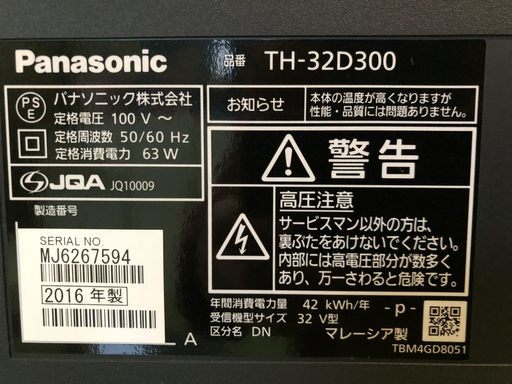 Panasonic
品番 TH-32D300
PS
E
パナソニック株式会社
定格電圧 100 V ～
定格周波数 50/60 Hz
定格消費電力 63 W
JQA JQ10009
お知らせ
本体の温度が高くなりますが
性能・品質には問題ありません。
警告
高圧注意
サービスマン以外の方は、
裏ぶたをあけないでください。
内部には高電圧部分が数多く
あり、万一さわると危険です。
製造番号
SERIAL NO.
MJ6267594
2016 年製
A
年間消費電力量 42 kWh/年
受信機型サイズ 32 V型
区分名 DN
-p-
マレーシア製
TBM4GD8051